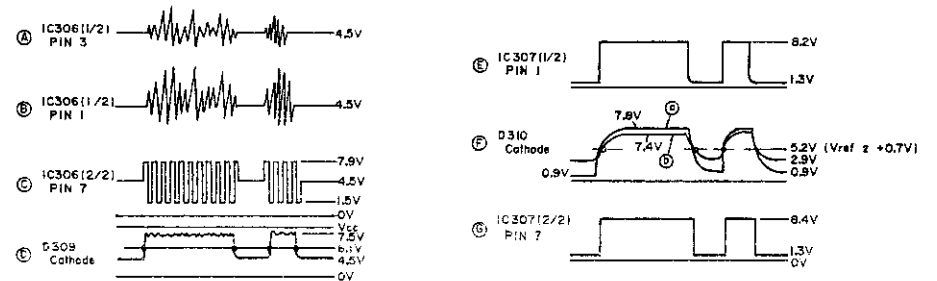 Ⓐ IC306(1/2) PIN 3
4.5V
Ⓑ IC306(1/2) PIN 1
4.5V
Ⓒ IC306(2/2) PIN 7
7.9V
4.5V
1.5V
0V
Vcc
Ⓓ D309 Cathode
7.5V
6.1V
4.5V
0V
Ⓔ IC307(1/2) PIN 1
8.2V
1.3V
Ⓕ D310 Cathode
7.8V
ⓐ
7.4V
ⓑ
5.2V (Vref z +0.7V)
2.9V
0.9V
0.9V
Ⓖ IC307(2/2) PIN 7
8.4V
1.3V
0V